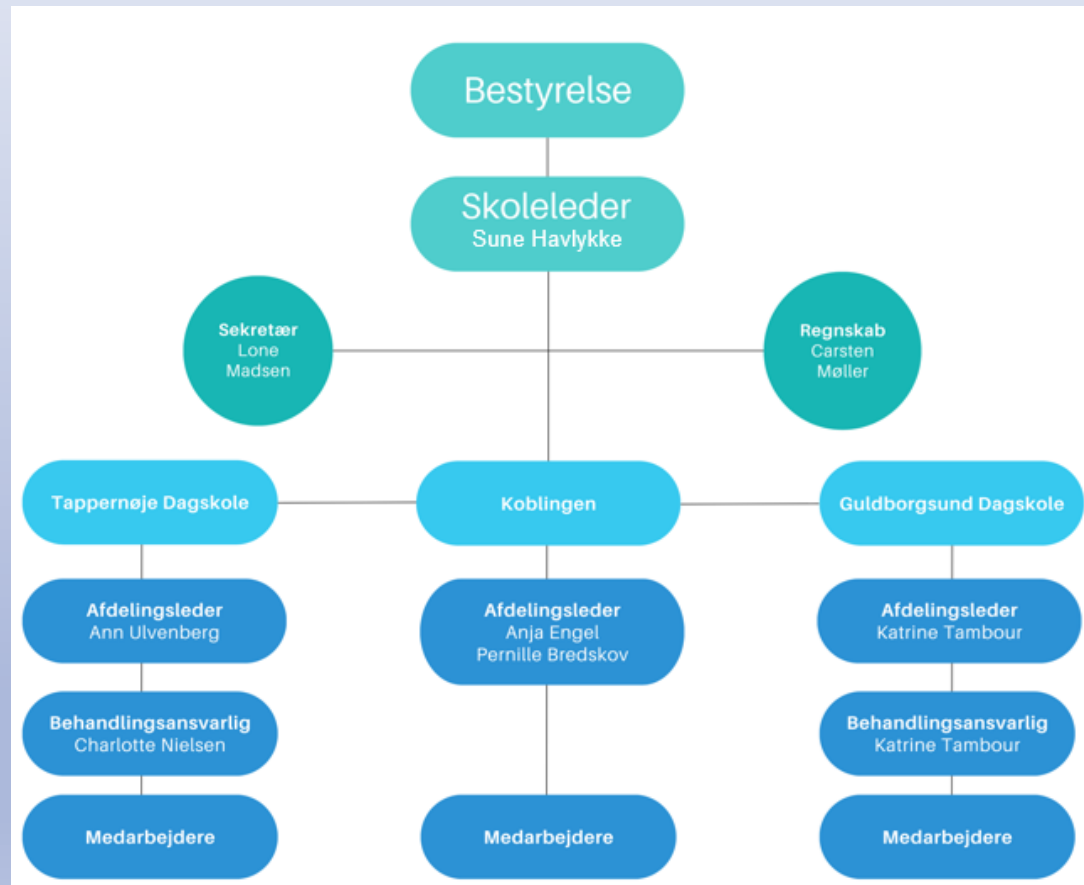 Bestyrelse
Skoleleder
Sune Havlykke
Sekretær
Lone
Madsen
Regnskab
Carsten
Møller
Tappernøje Dagskole
Koblingen
Guldborgsund Dagskole
Afdelingsleder
Ann Ulvenberg
Afdelingsleder
Anja Engel
Pernille Bredskov
Afdelingsleder
Katrine Tambour
Behandlingsansvarlig
Charlotte Nielsen
Behandlingsansvarlig
Katrine Tambour
Medarbejdere
Medarbejdere
Medarbejdere